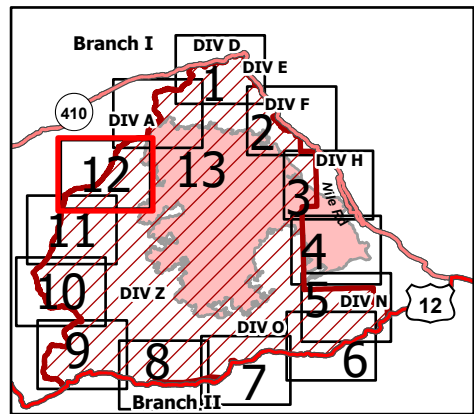 Branch I
DIV D
DIV E
1
410
DIV A
DIV F
2
12
13
DIV H
3
Nile Rd
11
4
10
DIV Z
5
DIV N
12
DIV O
9
8
7
6
Branch II